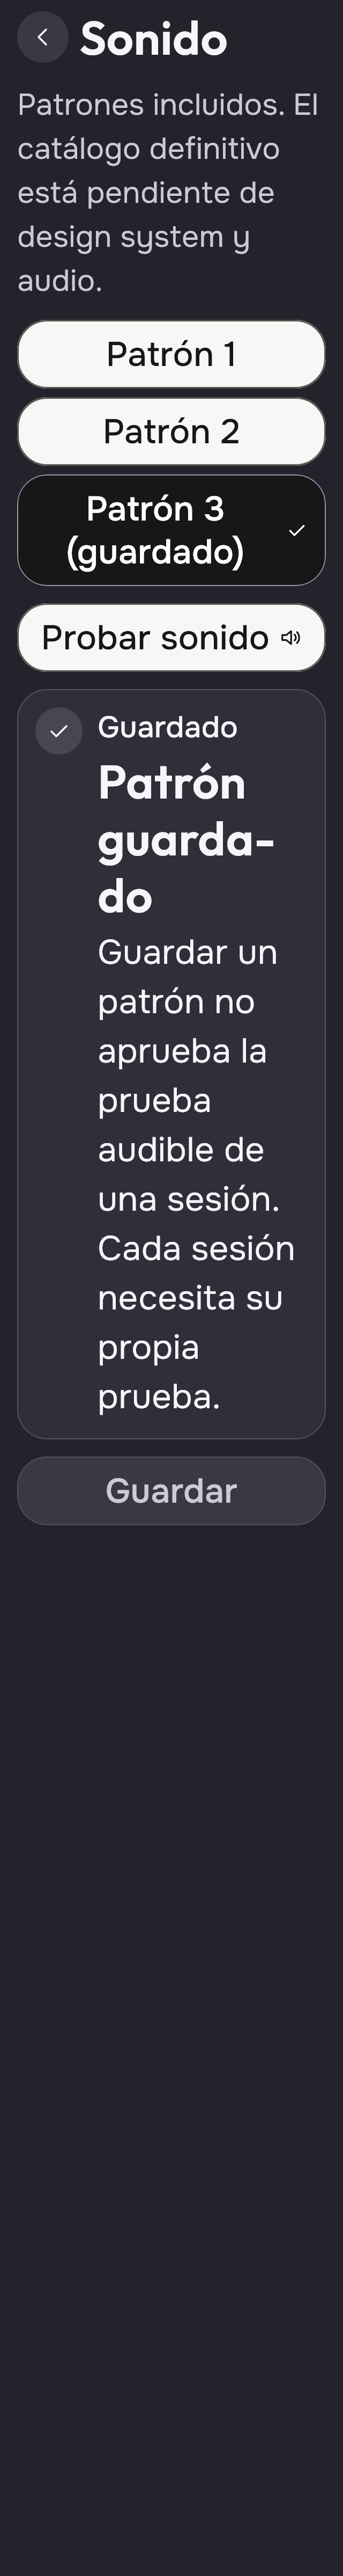 Sonido
Patrones incluidos. El
catálogo definitivo
está pendiente de
design system y
audio.
Patrón 1
Patrón 2
Patrón 3
(guardado)
Probar sonido
Guardado
Patrón
guarda-
do
Guardar un
patrón no
aprueba la
prueba
audible de
una sesión.
Cada sesión
necesita su
propia
prueba.
Guardar